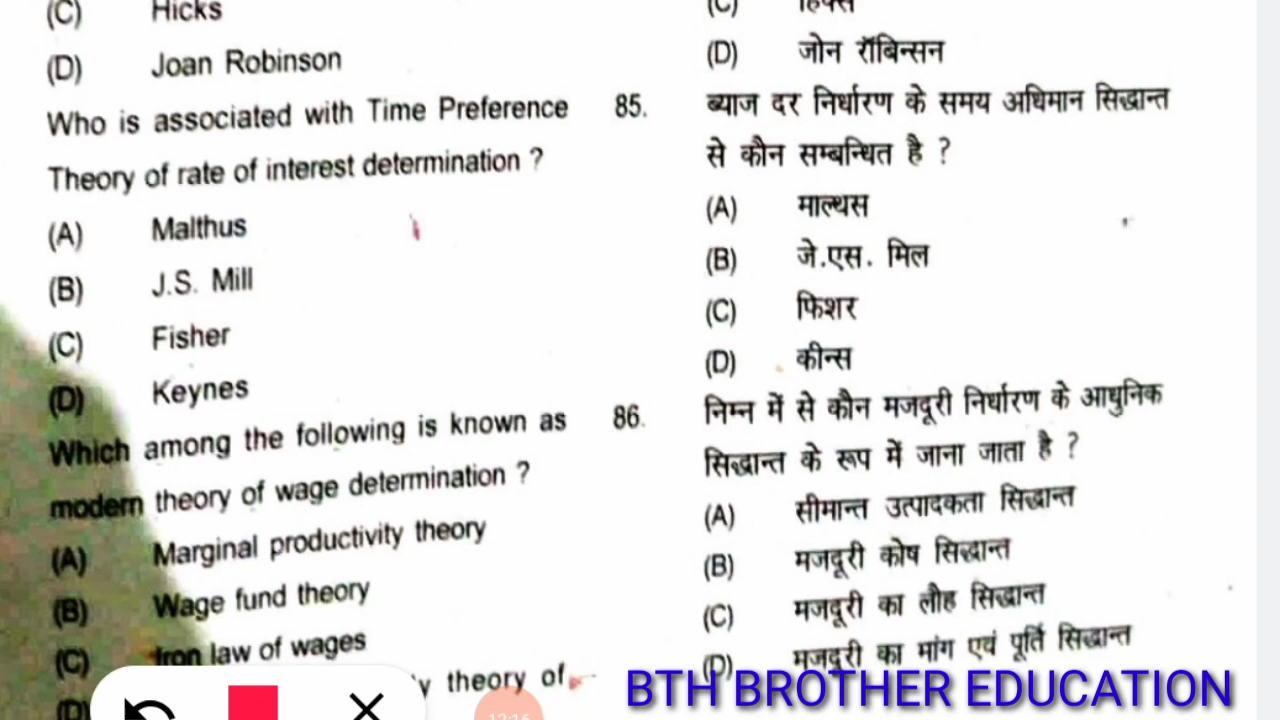 (C) Hicks
(D) Joan Robinson
Who is associated with Time Preference
Theory of rate of interest determination ?
(A) Malthus
(B) J.S. Mill
(C) Fisher
(D) Keynes
Which among the following is known as
modern theory of wage determination ?
(A) Marginal productivity theory
(B) Wage fund theory
(C) Iron law of wages
(D) theory of
(C) हिक्स
(D) जोन रॉबिन्सन
85. ब्याज दर निर्धारण के समय अधिमान सिद्धान्त
से कौन सम्बन्धित है ?
(A) माल्थस
(B) जे.एस. मिल
(C) फिशर
(D) कीन्स
86. निम्न में से कौन मजदूरी निर्धारण के आधुनिक
सिद्धान्त के रूप में जाना जाता है ?
(A) सीमान्त उत्पादकता सिद्धान्त
(B) मजदूरी कोष सिद्धान्त
(C) मजदूरी का लौह सिद्धान्त
(D) मजदूरी का मांग एवं पूर्ति सिद्धान्त
BTH BROTHER EDUCATION
12:16